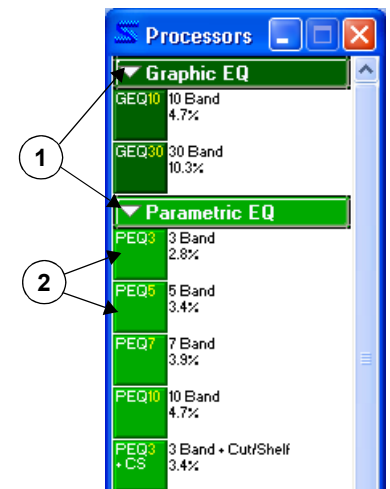 Processors
Graphic EQ
GEQ10 10 Band
4.7%
GEQ30 30 Band
10.3%
1
Parametric EQ
PEQ3 3 Band
2.8%
2
PEQ5 5 Band
3.4%
PEQ7 7 Band
3.9%
PEQ10 10 Band
4.7%
PEQ3 3 Band + Cut/Shelf
+ CS 3.4%